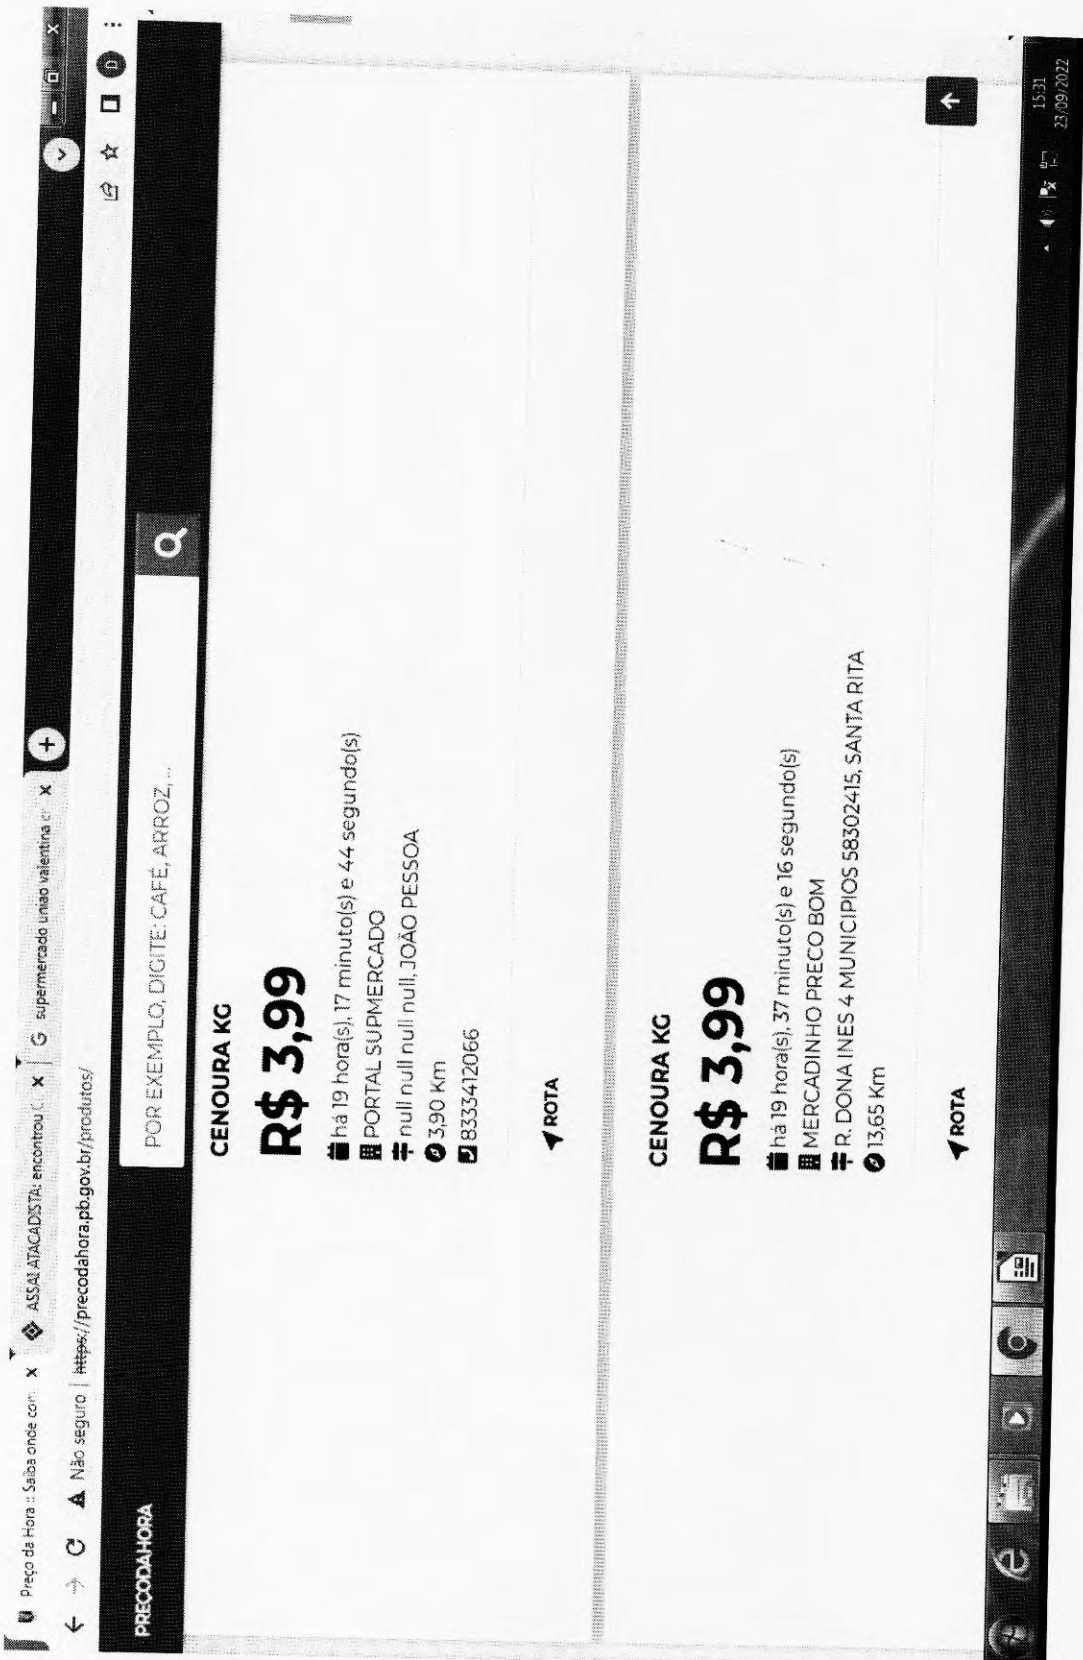 Preço da Hora :: Saiba onde com
ASSAI ATACADISTA: encontrou C
supermercado uniao valentina c
Não seguro | https://precodahora.pb.gov.br/produtos/
PRECODAHORA
POR EXEMPLO, DIGITE: CAFÉ, ARROZ, ...
CENOURA KG
R$ 3,99
há 19 hora(s), 17 minuto(s) e 44 segundo(s)
PORTAL SUPMERCADO
null null null, JOÃO PESSOA
3,90 Km
8333412066
ROTA
CENOURA KG
R$ 3,99
há 19 hora(s), 37 minuto(s) e 16 segundo(s)
MERCADINHO PRECO BOM
R. DONA INES 4 MUNICIPIOS 58302415, SANTA RITA
13,65 Km
ROTA
15:31
23/09/2022